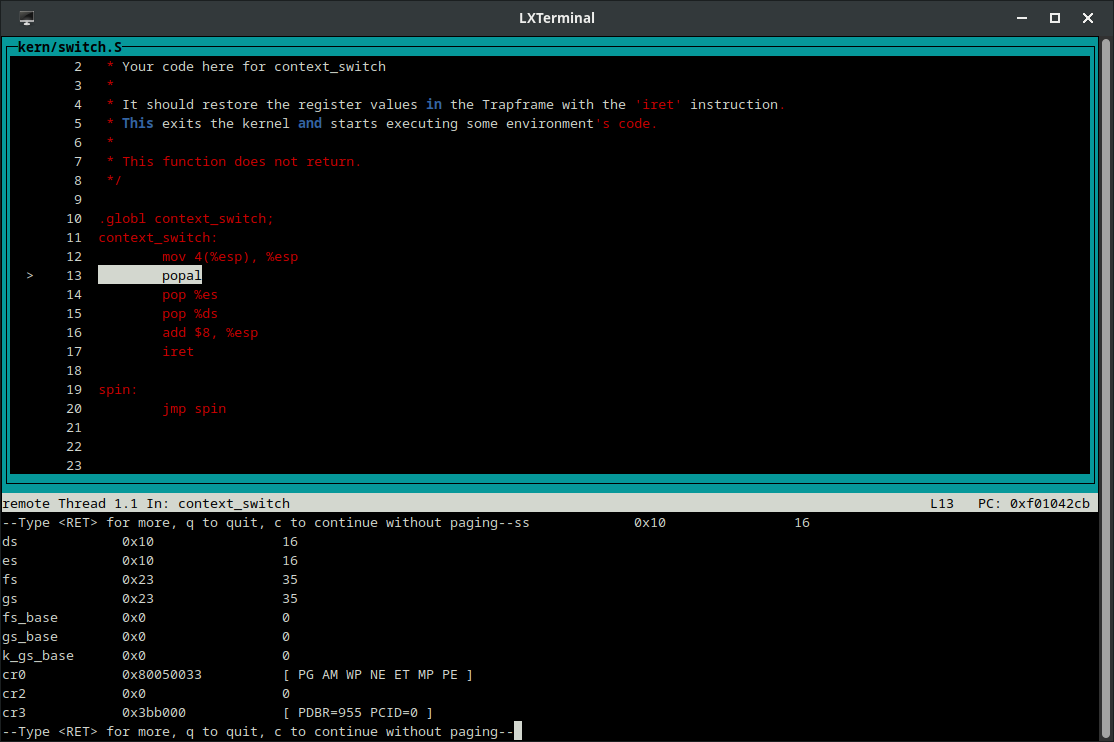 LXTerminal
kern/switch.S
2 * Your code here for context_switch
3 *
4 * It should restore the register values in the Trapframe with the 'iret' instruction.
5 * This exits the kernel and starts executing some environment's code.
6 *
7 * This function does not return.
8 */
9
10 .globl context_switch;
11 context_switch:
12 mov 4(%esp), %esp
> 13 popal
14 pop %es
15 pop %ds
16 add $8, %esp
17 iret
18
19 spin:
20 jmp spin
21
22
23
remote Thread 1.1 In: context_switch L13 PC: 0xf01042cb
--Type <RET> for more, q to quit, c to continue without paging--ss 0x10 16
ds 0x10 16
es 0x10 16
fs 0x23 35
gs 0x23 35
fs_base 0x0 0
gs_base 0x0 0
k_gs_base 0x0 0
cr0 0x80050033 [ PG AM WP NE ET MP PE ]
cr2 0x0 0
cr3 0x3bb000 [ PDBR=955 PCID=0 ]
--Type <RET> for more, q to quit, c to continue without paging--